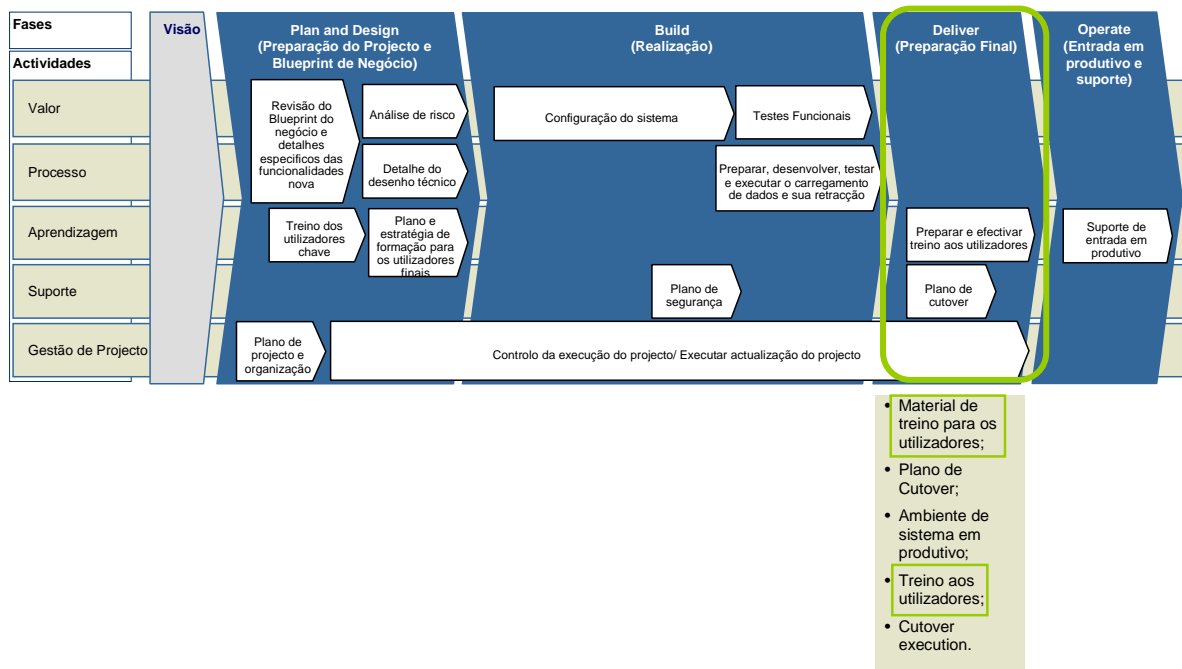 Fases
Visão
Plan and Design
(Preparação do Projecto e
Blueprint de Negócio)
Build
(Realização)
Deliver
(Preparação Final)
Operate
(Entrada em
produtivo e
suporte)
Actividades
Valor
Revisão do
Blueprint do
negócio e
detalhes
especificos das
funcionalidades
nova
Análise de risco
Configuração do sistema
Testes Funcionais
Processo
Detalhe do
desenho técnico
Preparar, desenvolver, testar
e executar o carregamento
de dados e sua retracção
Aprendizagem
Treino dos
utilizadores
chave
Plano e
estratégia de
formação para
os utilizadores
finais
Preparar e efectivar
treino aos utilizadores
Suporte de
entrada em
produtivo
Suporte
Plano de
segurança
Plano de
cutover
Gestão de Projecto
Plano de
projecto e
organização
Controlo da execução do projecto/ Executar actualização do projecto
• Material de
treino para os
utilizadores;
• Plano de
Cutover;
• Ambiente de
sistema em
produtivo;
• Treino aos
utilizadores;
• Cutover
execution.